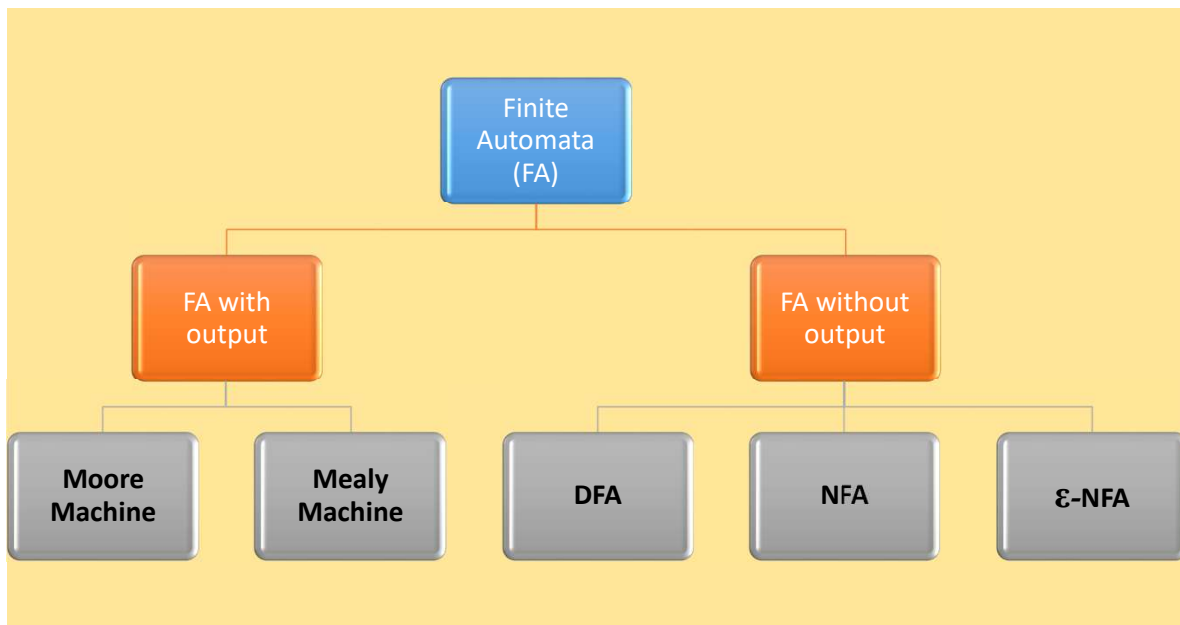 Finite
Automata
(FA)
FA with
output
FA without
output
Moore
Machine
Mealy
Machine
DFA
NFA
ε-NFA